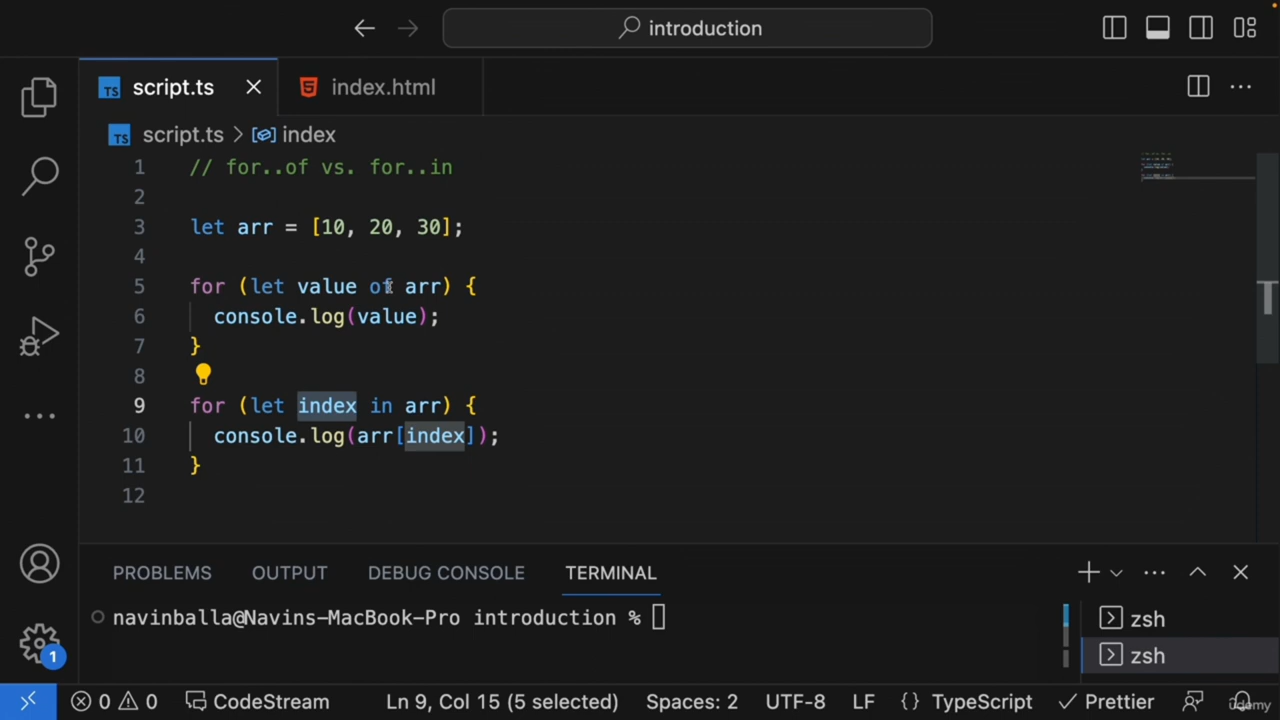 introduction
TS script.ts
index.html
TS script.ts > index
1 // for..of vs. for..in
2
3 let arr = [10, 20, 30];
4
5 for (let value of arr) {
6 console.log(value);
7 }
8
9 for (let index in arr) {
10 console.log(arr[index]);
11 }
12
PROBLEMS OUTPUT DEBUG CONSOLE TERMINAL
navinballa@Navins-MacBook-Pro introduction %
zsh
zsh
1
0 0 CodeStream Ln 9, Col 15 (5 selected) Spaces: 2 UTF-8 LF {} TypeScript Prettier
udemy